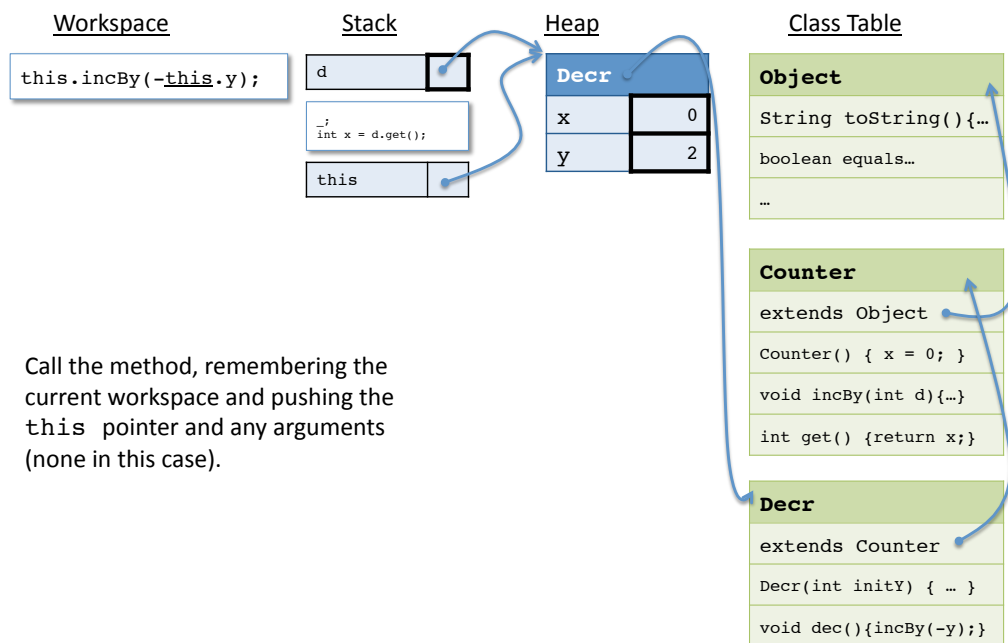 Workspace
Stack
Heap
Class Table
this.incBy(-this.y);
d
_;
int x = d.get();
this
Decr
x 0
y 2
Object
String toString(){…
boolean equals…
…
Counter
extends Object
Counter() { x = 0; }
void incBy(int d){…}
int get() {return x;}
Decr
extends Counter
Decr(int initY) { … }
void dec(){incBy(-y);}
Call the method, remembering the
current workspace and pushing the
this pointer and any arguments
(none in this case).